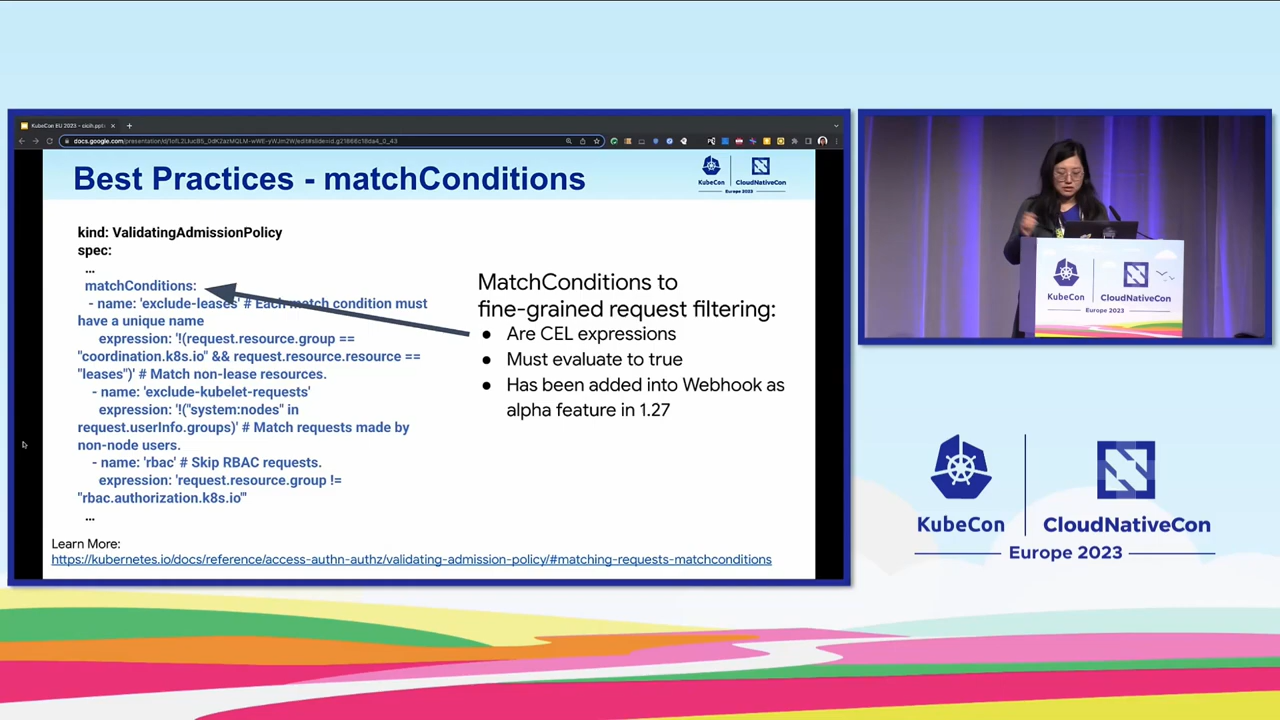 KubeCon EU 2023 - cicih.pptx
Best Practices - matchConditions
KubeCon
CloudNativeCon
Europe 2023
kind: ValidatingAdmissionPolicy
spec:
...
matchConditions:
- name: 'exclude-leases' # Each match condition must
have a unique name
expression: '!(request.resource.group ==
"coordination.k8s.io" && request.resource.resource ==
"leases")' # Match non-lease resources.
- name: 'exclude-kubelet-requests'
expression: '!("system:nodes" in
request.userInfo.groups)' # Match requests made by
non-node users.
- name: 'rbac' # Skip RBAC requests.
expression: 'request.resource.group !=
"rbac.authorization.k8s.io"'
...
MatchConditions to
fine-grained request filtering:
● Are CEL expressions
● Must evaluate to true
● Has been added into Webhook as
alpha feature in 1.27
Learn More:
https://kubernetes.io/docs/reference/access-authn-authz/validating-admission-policy/#matching-requests-matchconditions
KubeCon
CloudNativeCon
Europe 2023
KubeCon
CloudNativeCon
Europe 2023